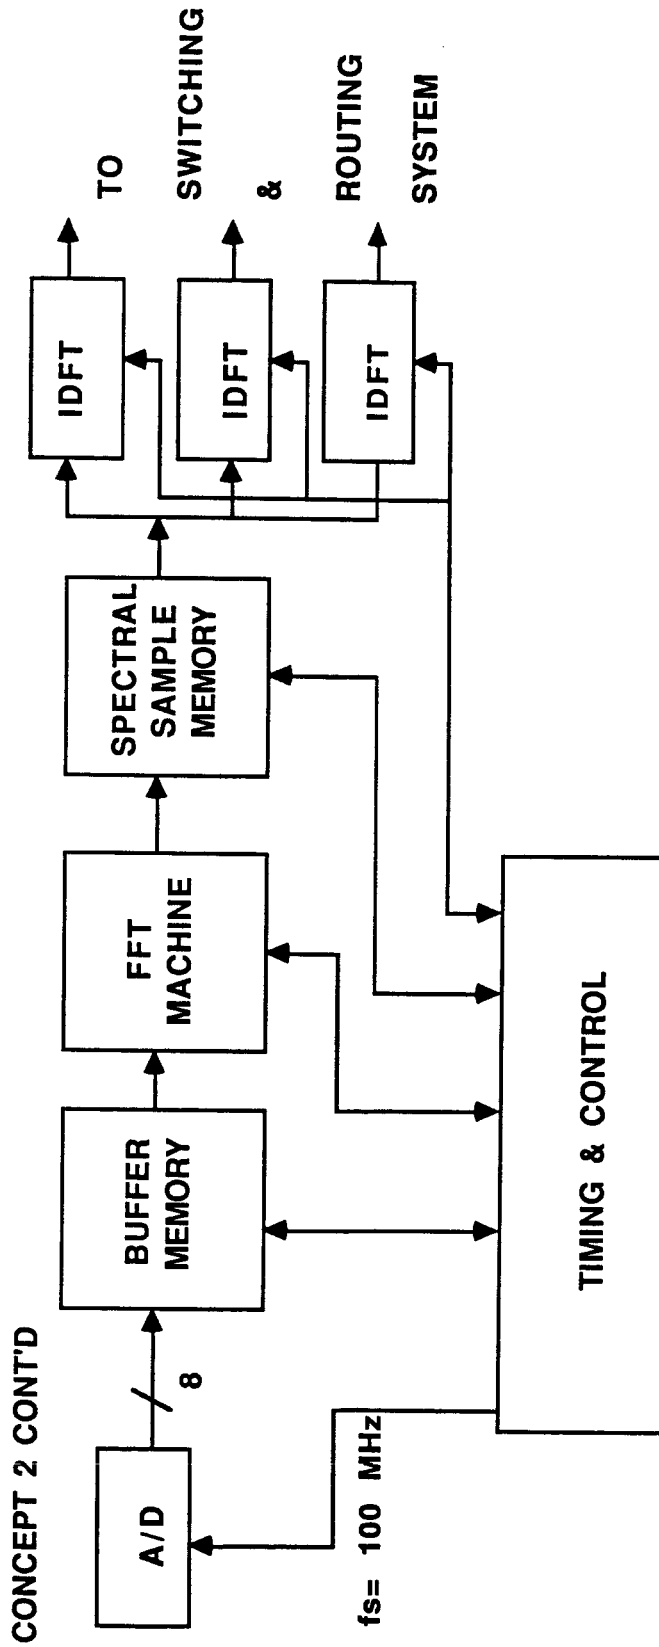 CONCEPT 2 CONT'D
A/D
8
BUFFER
MEMORY
FFT
MACHINE
SPECTRAL
SAMPLE
MEMORY
IDFT
IDFT
IDFT
TO
SWITCHING
&
ROUTING
SYSTEM
fs= 100 MHz
TIMING & CONTROL